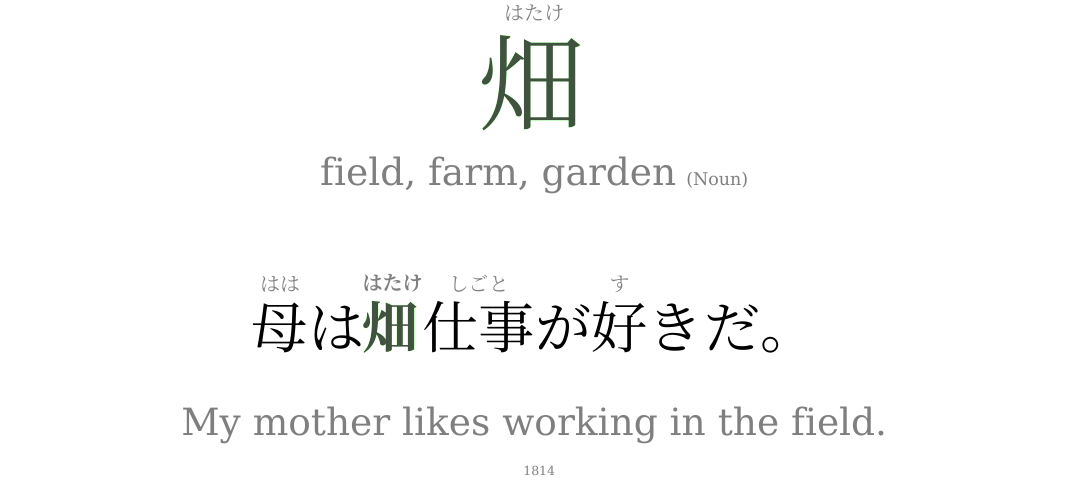 はたけ
畑
field, farm, garden (Noun)
はは はたけ しごと す
母は畑仕事が好きだ。
My mother likes working in the field.
1814